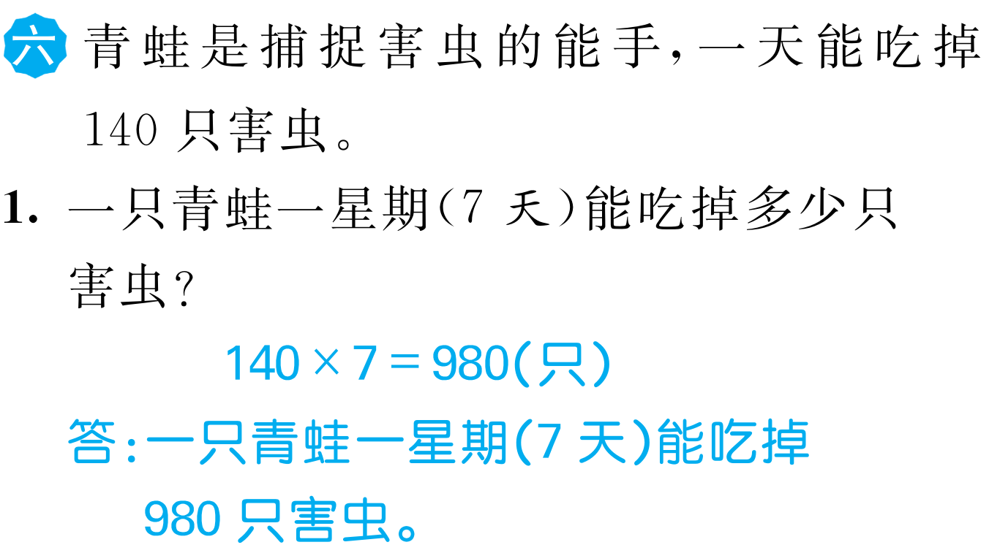 六 青蛙是捕捉害虫的能手,一天能吃掉
140 只害虫。
1. 一只青蛙一星期(7 天)能吃掉多少只
害虫?
140 × 7 = 980(只)
答:一只青蛙一星期(7 天)能吃掉
980 只害虫。